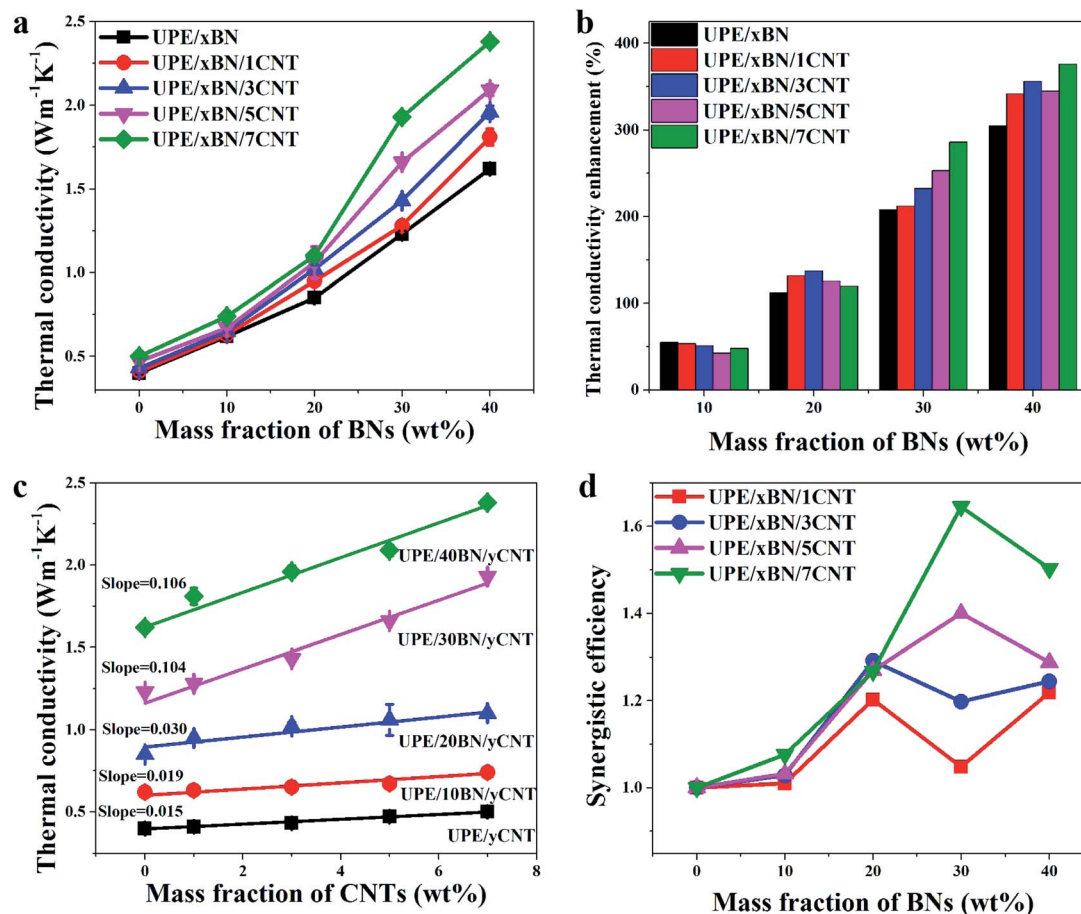 a
UPE/xBN
UPE/xBN/1CNT
UPE/xBN/3CNT
UPE/xBN/5CNT
UPE/xBN/7CNT
2.5
2.0
1.5
1.0
0.5
Thermal conductivity (Wm⁻¹K⁻¹)
0 10 20 30 40
Mass fraction of BNs (wt%)
b
UPE/xBN
UPE/xBN/1CNT
UPE/xBN/3CNT
UPE/xBN/5CNT
UPE/xBN/7CNT
400
300
200
100
0
Thermal conductivity enhancement (%)
10 20 30 40
Mass fraction of BNs (wt%)
c
2.5
2.0
1.5
1.0
0.5
Thermal conductivity (Wm⁻¹K⁻¹)
UPE/40BN/yCNT
Slope=0.106
UPE/30BN/yCNT
Slope=0.104
Slope=0.030
UPE/20BN/yCNT
Slope=0.019
UPE/10BN/yCNT
Slope=0.015
UPE/yCNT
0 2 4 6 8
Mass fraction of CNTs (wt%)
d
UPE/xBN/1CNT
UPE/xBN/3CNT
UPE/xBN/5CNT
UPE/xBN/7CNT
1.6
1.4
1.2
1.0
Synergistic efficiency
0 10 20 30 40
Mass fraction of BNs (wt%)